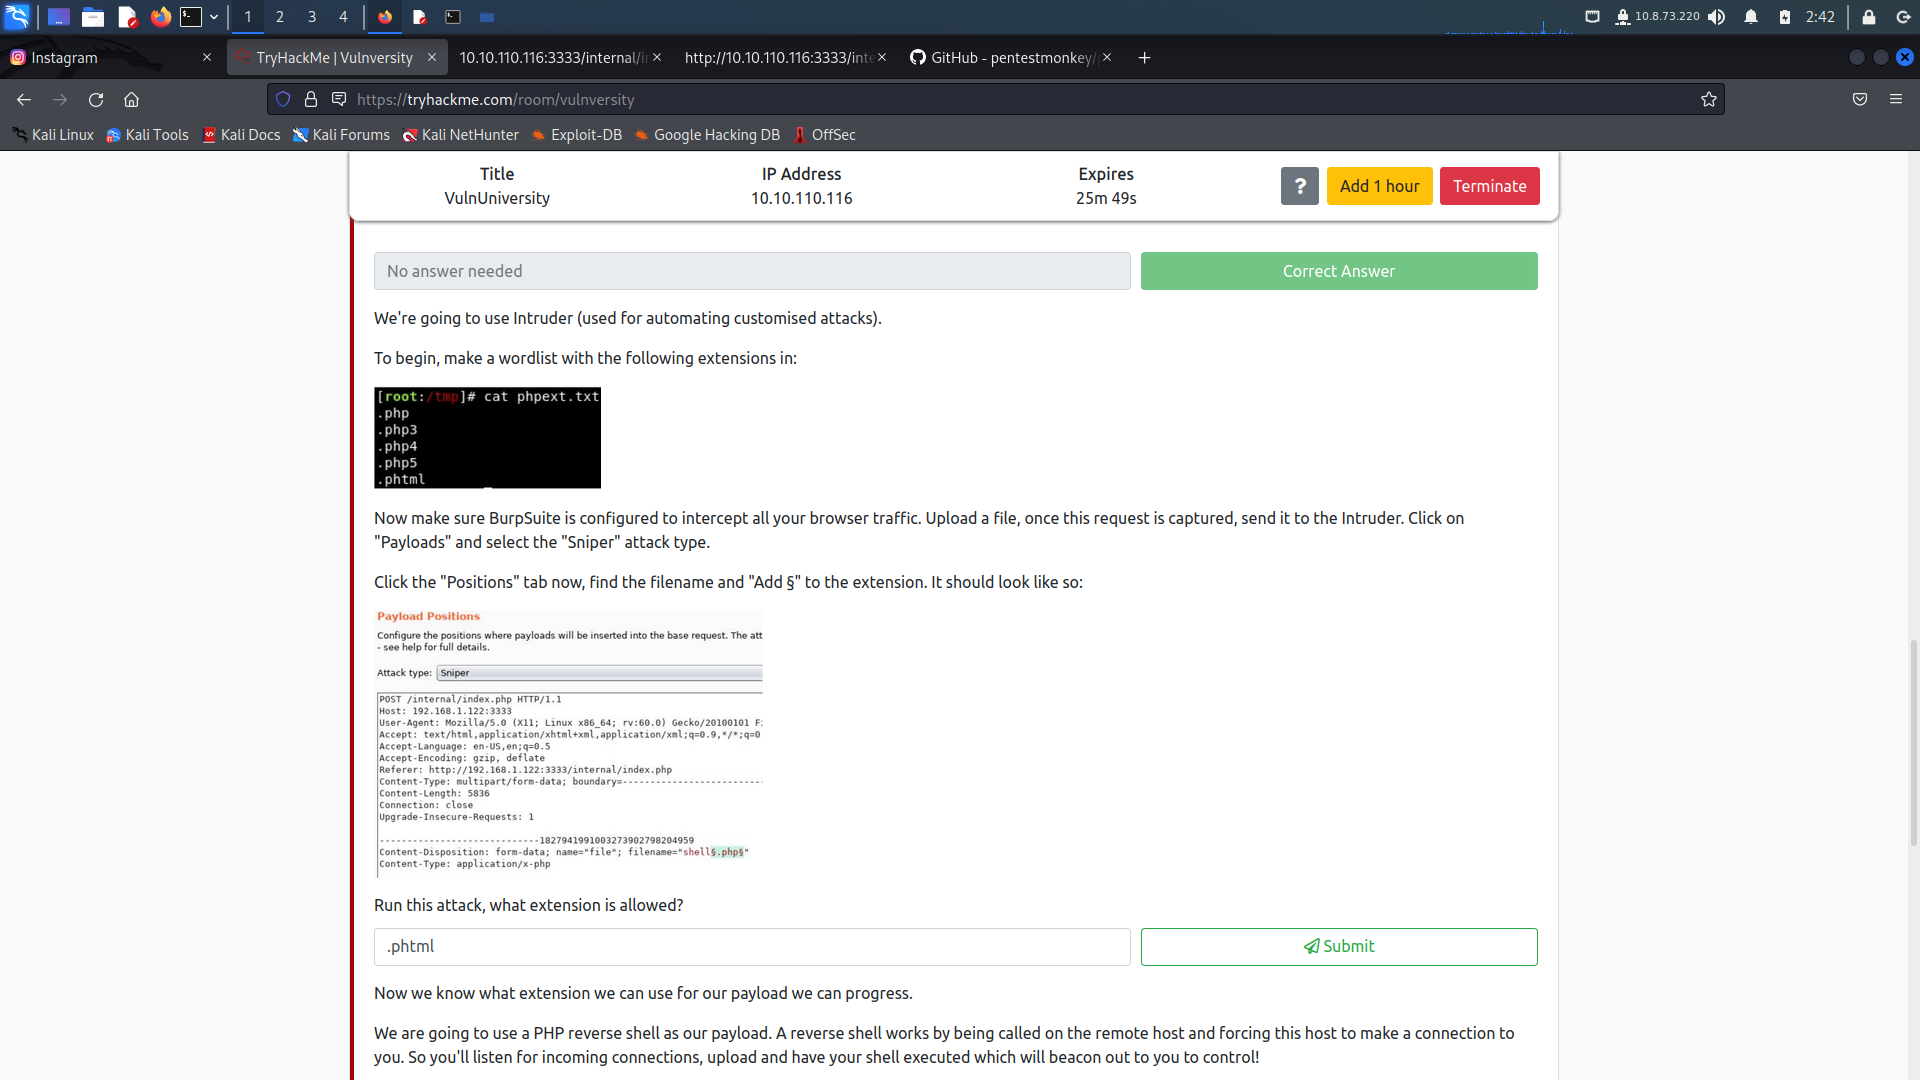 1
2
3
4
10.8.73.220
2:42
Instagram
TryHackMe | Vulnversity
10.10.110.116:3333/internal/in
http://10.10.110.116:3333/inte
GitHub - pentestmonkey/
https://tryhackme.com/room/vulnversity
Kali Linux
Kali Tools
Kali Docs
Kali Forums
Kali NetHunter
Exploit-DB
Google Hacking DB
OffSec
Title
VulnUniversity
IP Address
10.10.110.116
Expires
25m 49s
?
Add 1 hour
Terminate
No answer needed
Correct Answer
We're going to use Intruder (used for automating customised attacks).
To begin, make a wordlist with the following extensions in:
[root:/tmp]# cat phpext.txt
.php
.php3
.php4
.php5
.phtml
Now make sure BurpSuite is configured to intercept all your browser traffic. Upload a file, once this request is captured, send it to the Intruder. Click on
"Payloads" and select the "Sniper" attack type.
Click the "Positions" tab now, find the filename and "Add §" to the extension. It should look like so:
Payload Positions
Configure the positions where payloads will be inserted into the base request. The att
- see help for full details.
Attack type: Sniper
POST /internal/index.php HTTP/1.1
Host: 192.168.1.122:3333
User-Agent: Mozilla/5.0 (X11; Linux x86_64; rv:60.0) Gecko/20100101 Fi
Accept: text/html,application/xhtml+xml,application/xml;q=0.9,*/*;q=0
Accept-Language: en-US,en;q=0.5
Accept-Encoding: gzip, deflate
Referer: http://192.168.1.122:3333/internal/index.php
Content-Type: multipart/form-data; boundary=---------------------------
Content-Length: 5836
Connection: close
Upgrade-Insecure-Requests: 1
-----------------------------1827941991003273902798204959
Content-Disposition: form-data; name="file"; filename="shell§.php§"
Content-Type: application/x-php
Run this attack, what extension is allowed?
.phtml
Submit
Now we know what extension we can use for our payload we can progress.
We are going to use a PHP reverse shell as our payload. A reverse shell works by being called on the remote host and forcing this host to make a connection to
you. So you'll listen for incoming connections, upload and have your shell executed which will beacon out to you to control!